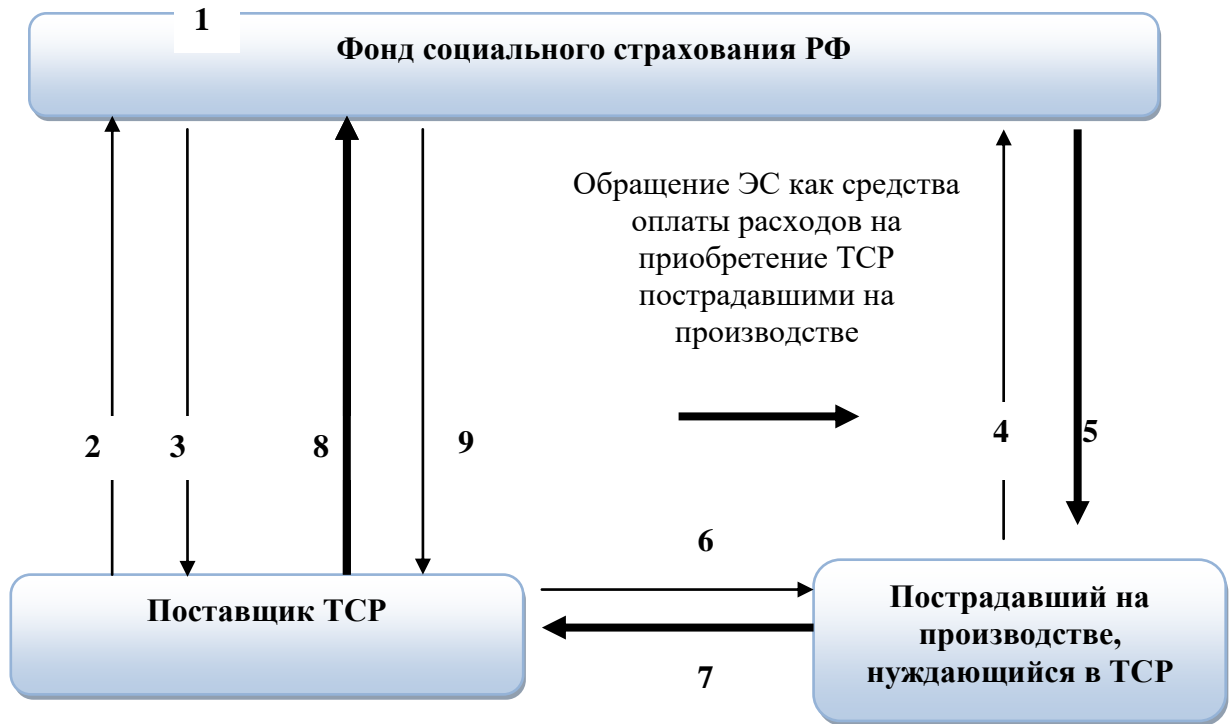 1
Фонд социального страхования РФ
Обращение ЭС как средства
оплаты расходов на
приобретение ТСР
пострадавшими на
производстве
2
3
8
9
4
5
6
Поставщик ТСР
Пострадавший на
производстве,
нуждающийся в ТСР
7